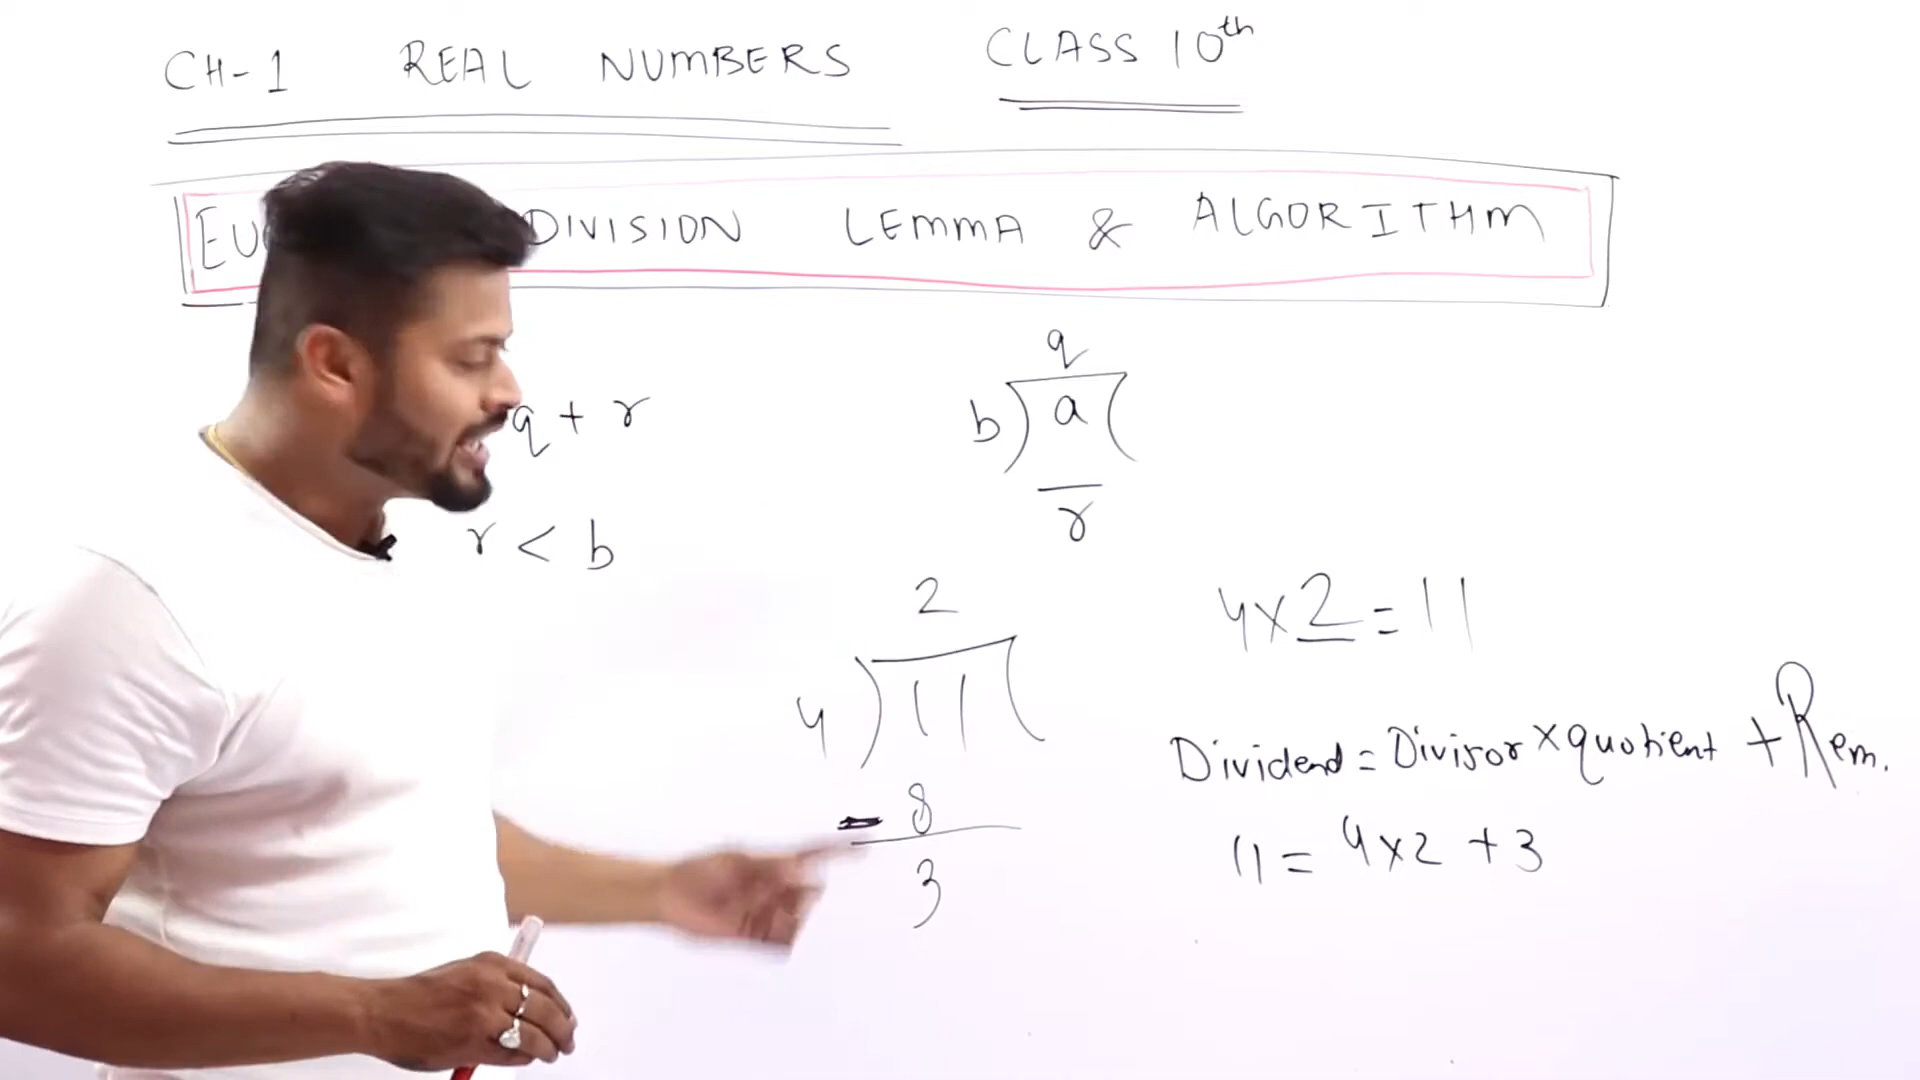 CH-1 REAL NUMBERS CLASS 10th
DIVISION LEMMA & ALGORITHM
q + r
r < b
q
b) a (
r
2
4) 11 (
- 8
3
4 x 2 = 11
Dividend = Divisor x quotient + Rem.
11 = 4 x 2 + 3